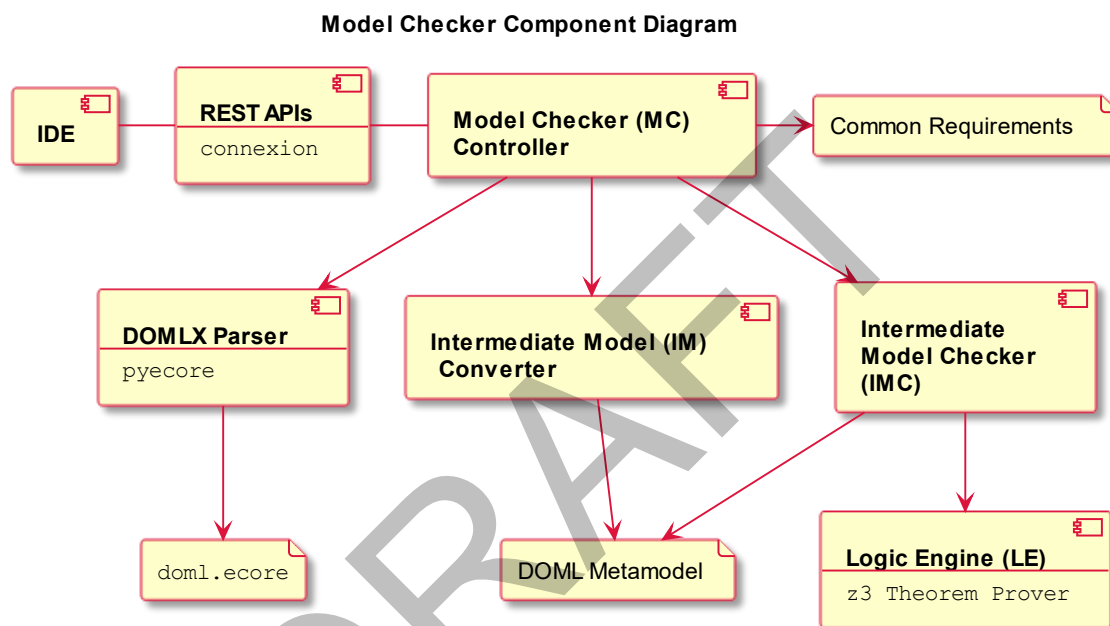 Model Checker Component Diagram
IDE
REST APIs
connexion
Model Checker (MC)
Controller
Common Requirements
DOMLX Parser
pyecore
Intermediate Model (IM)
Converter
Intermediate
Model Checker
(IMC)
doml.ecore
DOML Metamodel
Logic Engine (LE)
z3 Theorem Prover
DRAFT